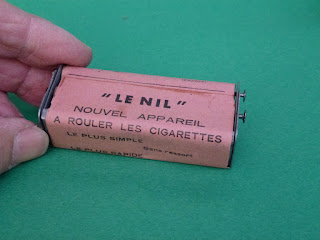 "LE NIL"
NOUVEL APPAREIL
A ROULER LES CIGARETTES
LE PLUS SIMPLE Sans ressort
LE PLUS RAPIDE